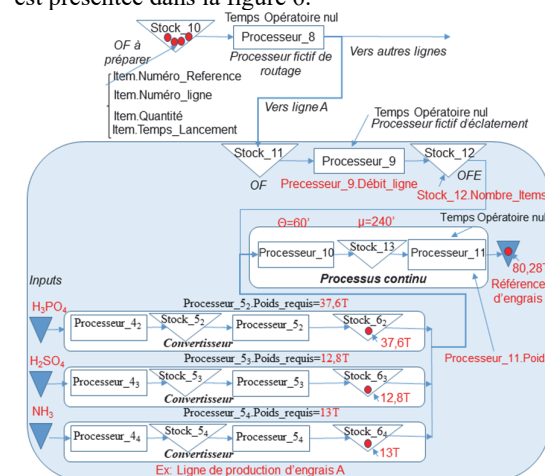 est présentée dans la figure 6.
Temps Opératoire nul
Stock_10
Processeur_8
OF à préparer
Processeur fictif de routage
Vers autres lignes
Item.Numéro_Reference
Item.Numéro_ligne
Item.Quantité
Item.Temps_Lancement
Vers ligne A
Temps Opératoire nul
Processeur fictif d'éclatement
Stock_11
Processeur_9
Stock_12
OF
OFE
Precesseur_9.Débit_ligne
Stock_12.Nombre_Items
Temps Opératoire nul
Θ=60'
µ=240'
Processeur_10
Stock_13
Processeur_11
Processus continu
80,28T
Référence d'engrais
Inputs
H₃PO₄
Processeur_5₂.Poids_requis=37,6T
Processeur_4₂
Stock_5₂
Processeur_5₂
Stock_6₂
Convertisseur
37,6T
Processeur_11.Poid
H₂SO₄
Processeur_5₃.Poids_requis=12,8T
Processeur_4₃
Stock_5₃
Processeur_5₃
Stock_6₃
Convertisseur
12,8T
NH₃
Processeur_5₄.Poids_requis=13T
Processeur_4₄
Stock_5₄
Processeur_5₄
Stock_6₄
Convertisseur
13T
Ex: Ligne de production d'engrais A